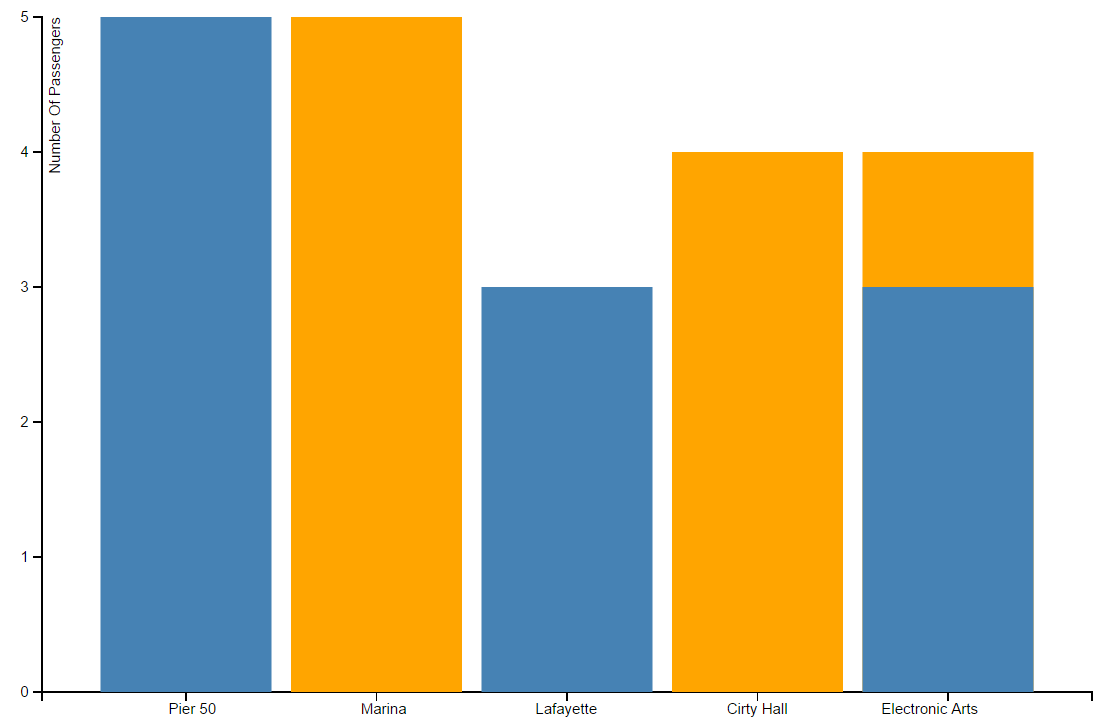 Number Of Passengers
5
4
3
2
1
0
Pier 50
Marina
Lafayette
Cirty Hall
Electronic Arts